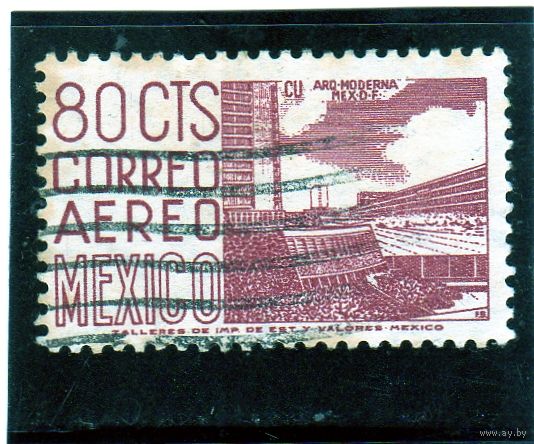 80 CTS
CORREO
AEREO
MEXICO
CU ARQ-MODERNA
MEX-D-F-
TALLERES DE IMP. DE EST. Y VALORES-MEXICO
www.ay.by